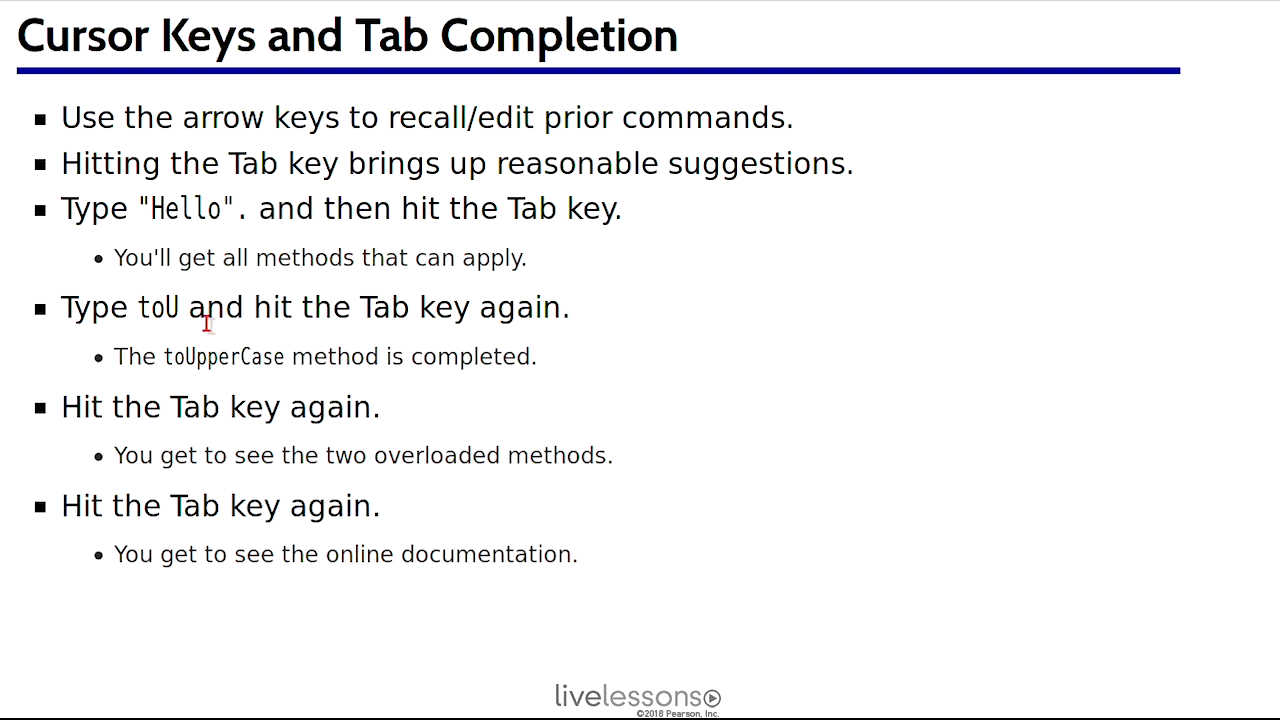 Cursor Keys and Tab Completion
Use the arrow keys to recall/edit prior commands.
Hitting the Tab key brings up reasonable suggestions.
Type "Hello". and then hit the Tab key.
You'll get all methods that can apply.
Type toU and hit the Tab key again.
The toUpperCase method is completed.
Hit the Tab key again.
You get to see the two overloaded methods.
Hit the Tab key again.
You get to see the online documentation.
livelessons
©2018 Pearson, Inc.